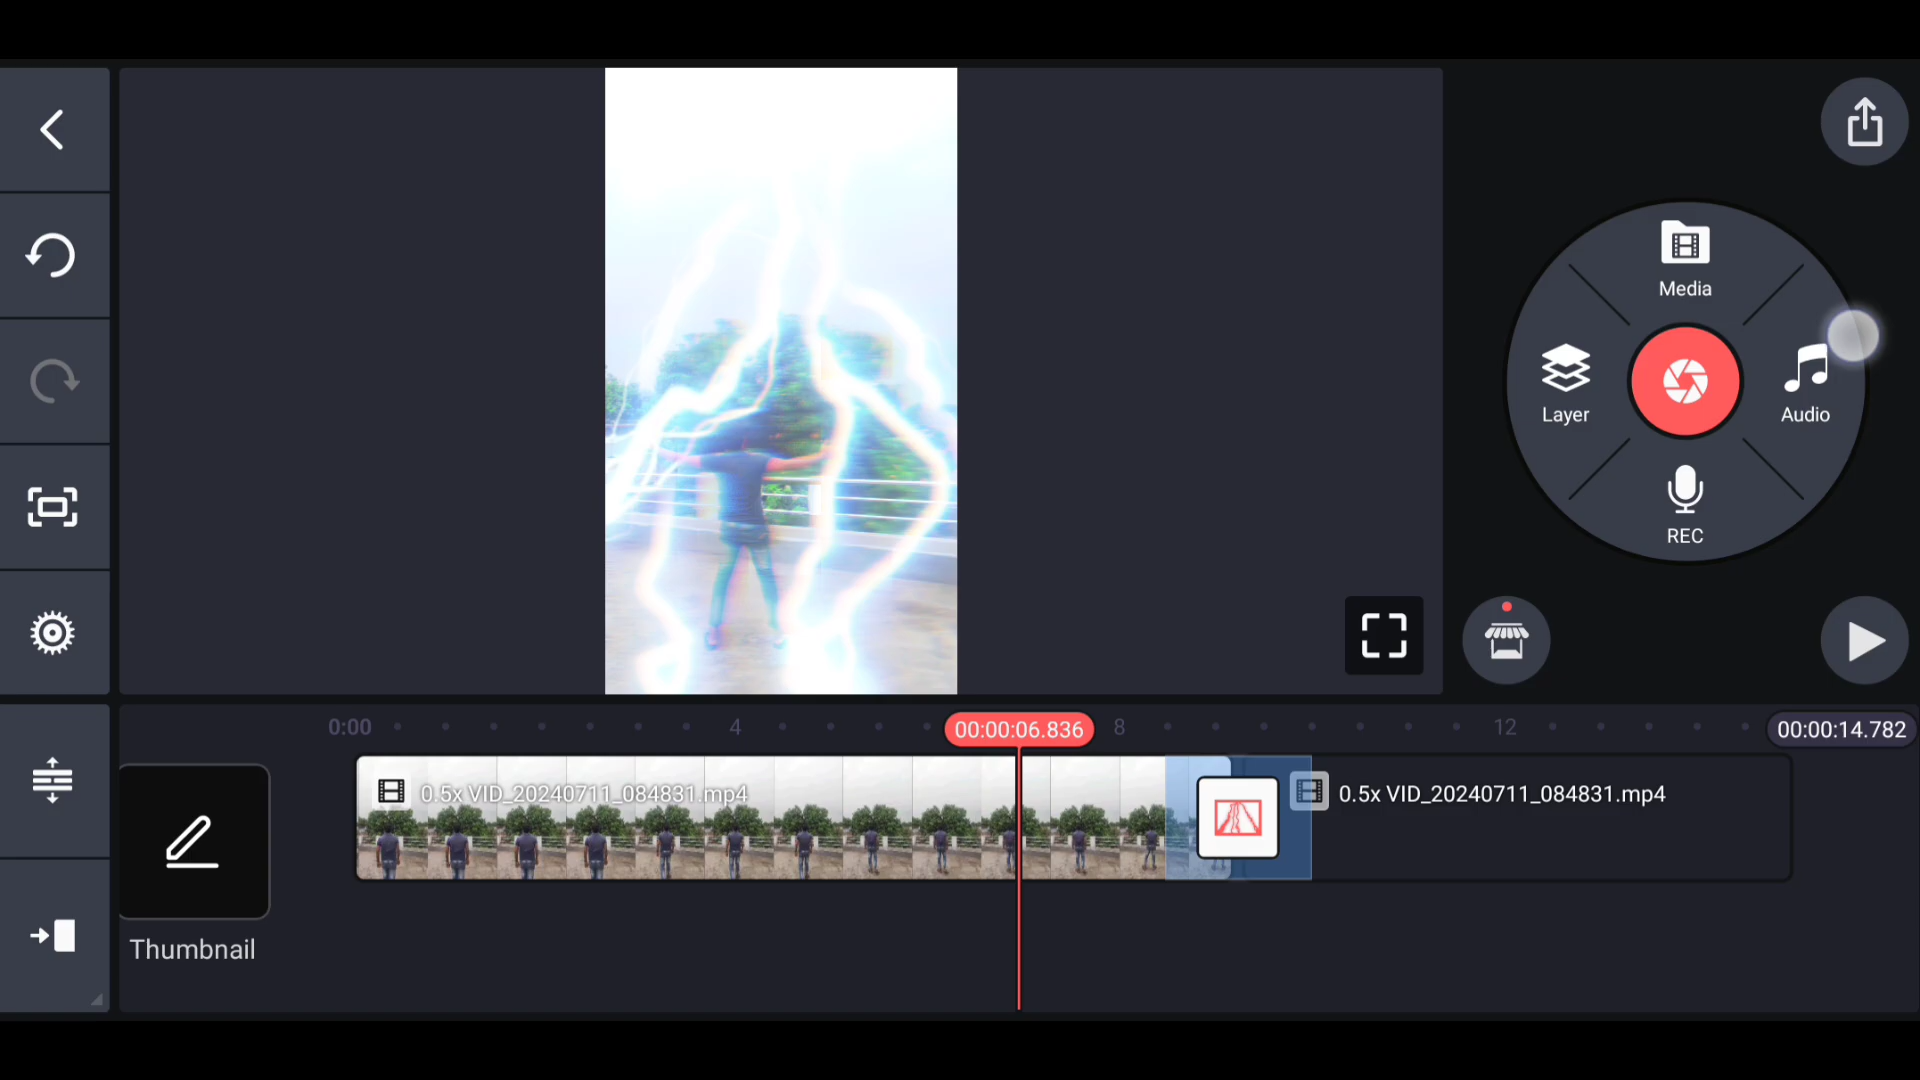 Media
Layer
Audio
REC
0:00
4
00:00:06.836
8
12
00:00:14.782
0.5x VID_20240711_084831.mp4
0.5x VID_20240711_084831.mp4
Thumbnail